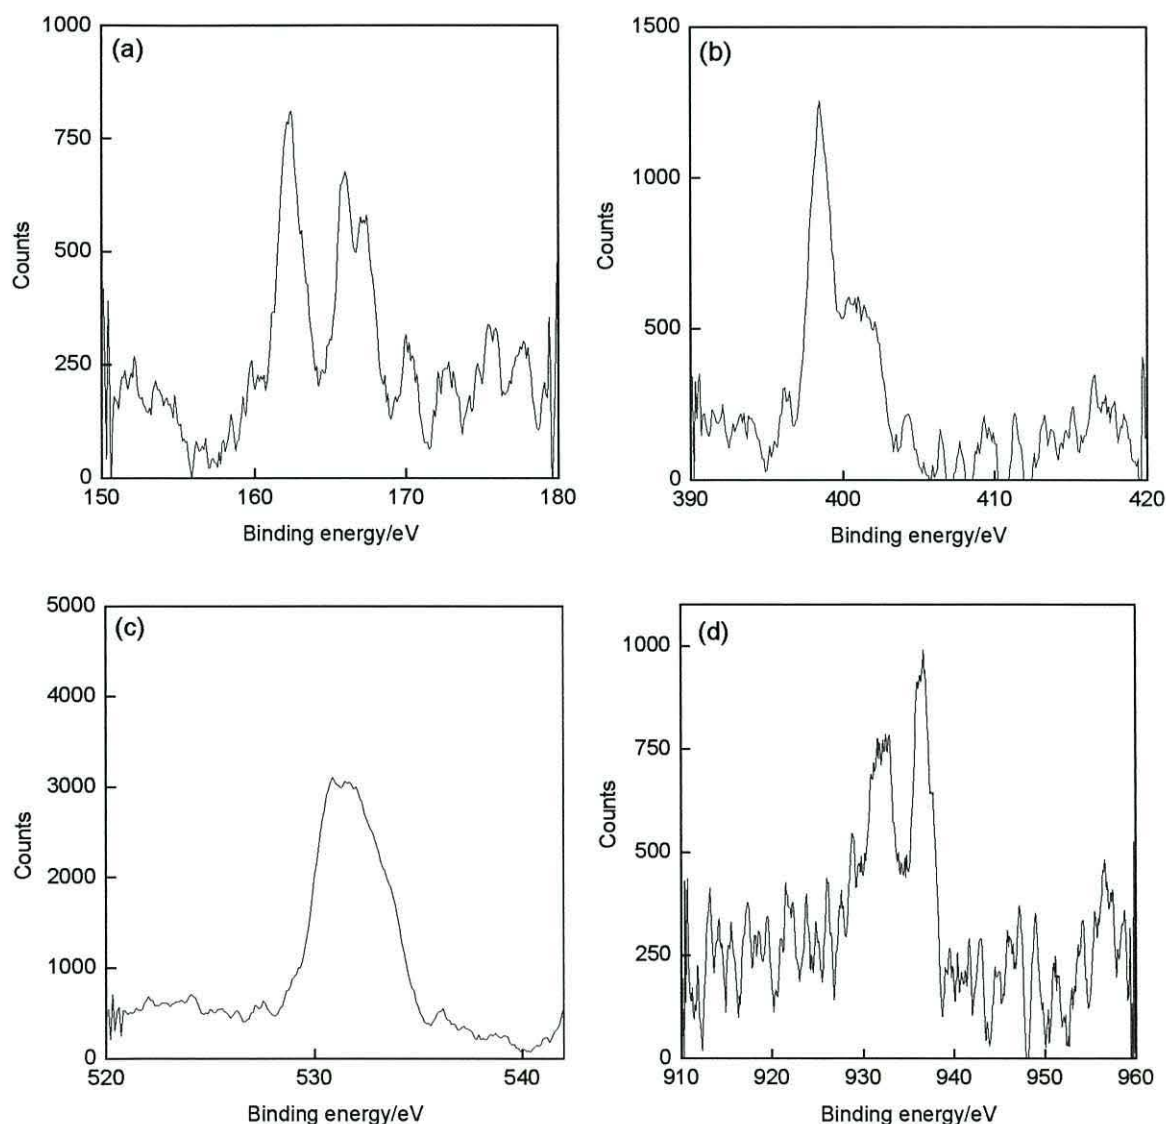 (a)
1000
750
500
250
0
Counts
150 160 170 180
Binding energy/eV
(b)
1500
1000
500
0
Counts
390 400 410 420
Binding energy/eV
(c)
5000
4000
3000
2000
1000
0
Counts
520 530 540
Binding energy/eV
(d)
1000
750
500
250
0
Counts
910 920 930 940 950 960
Binding energy/eV